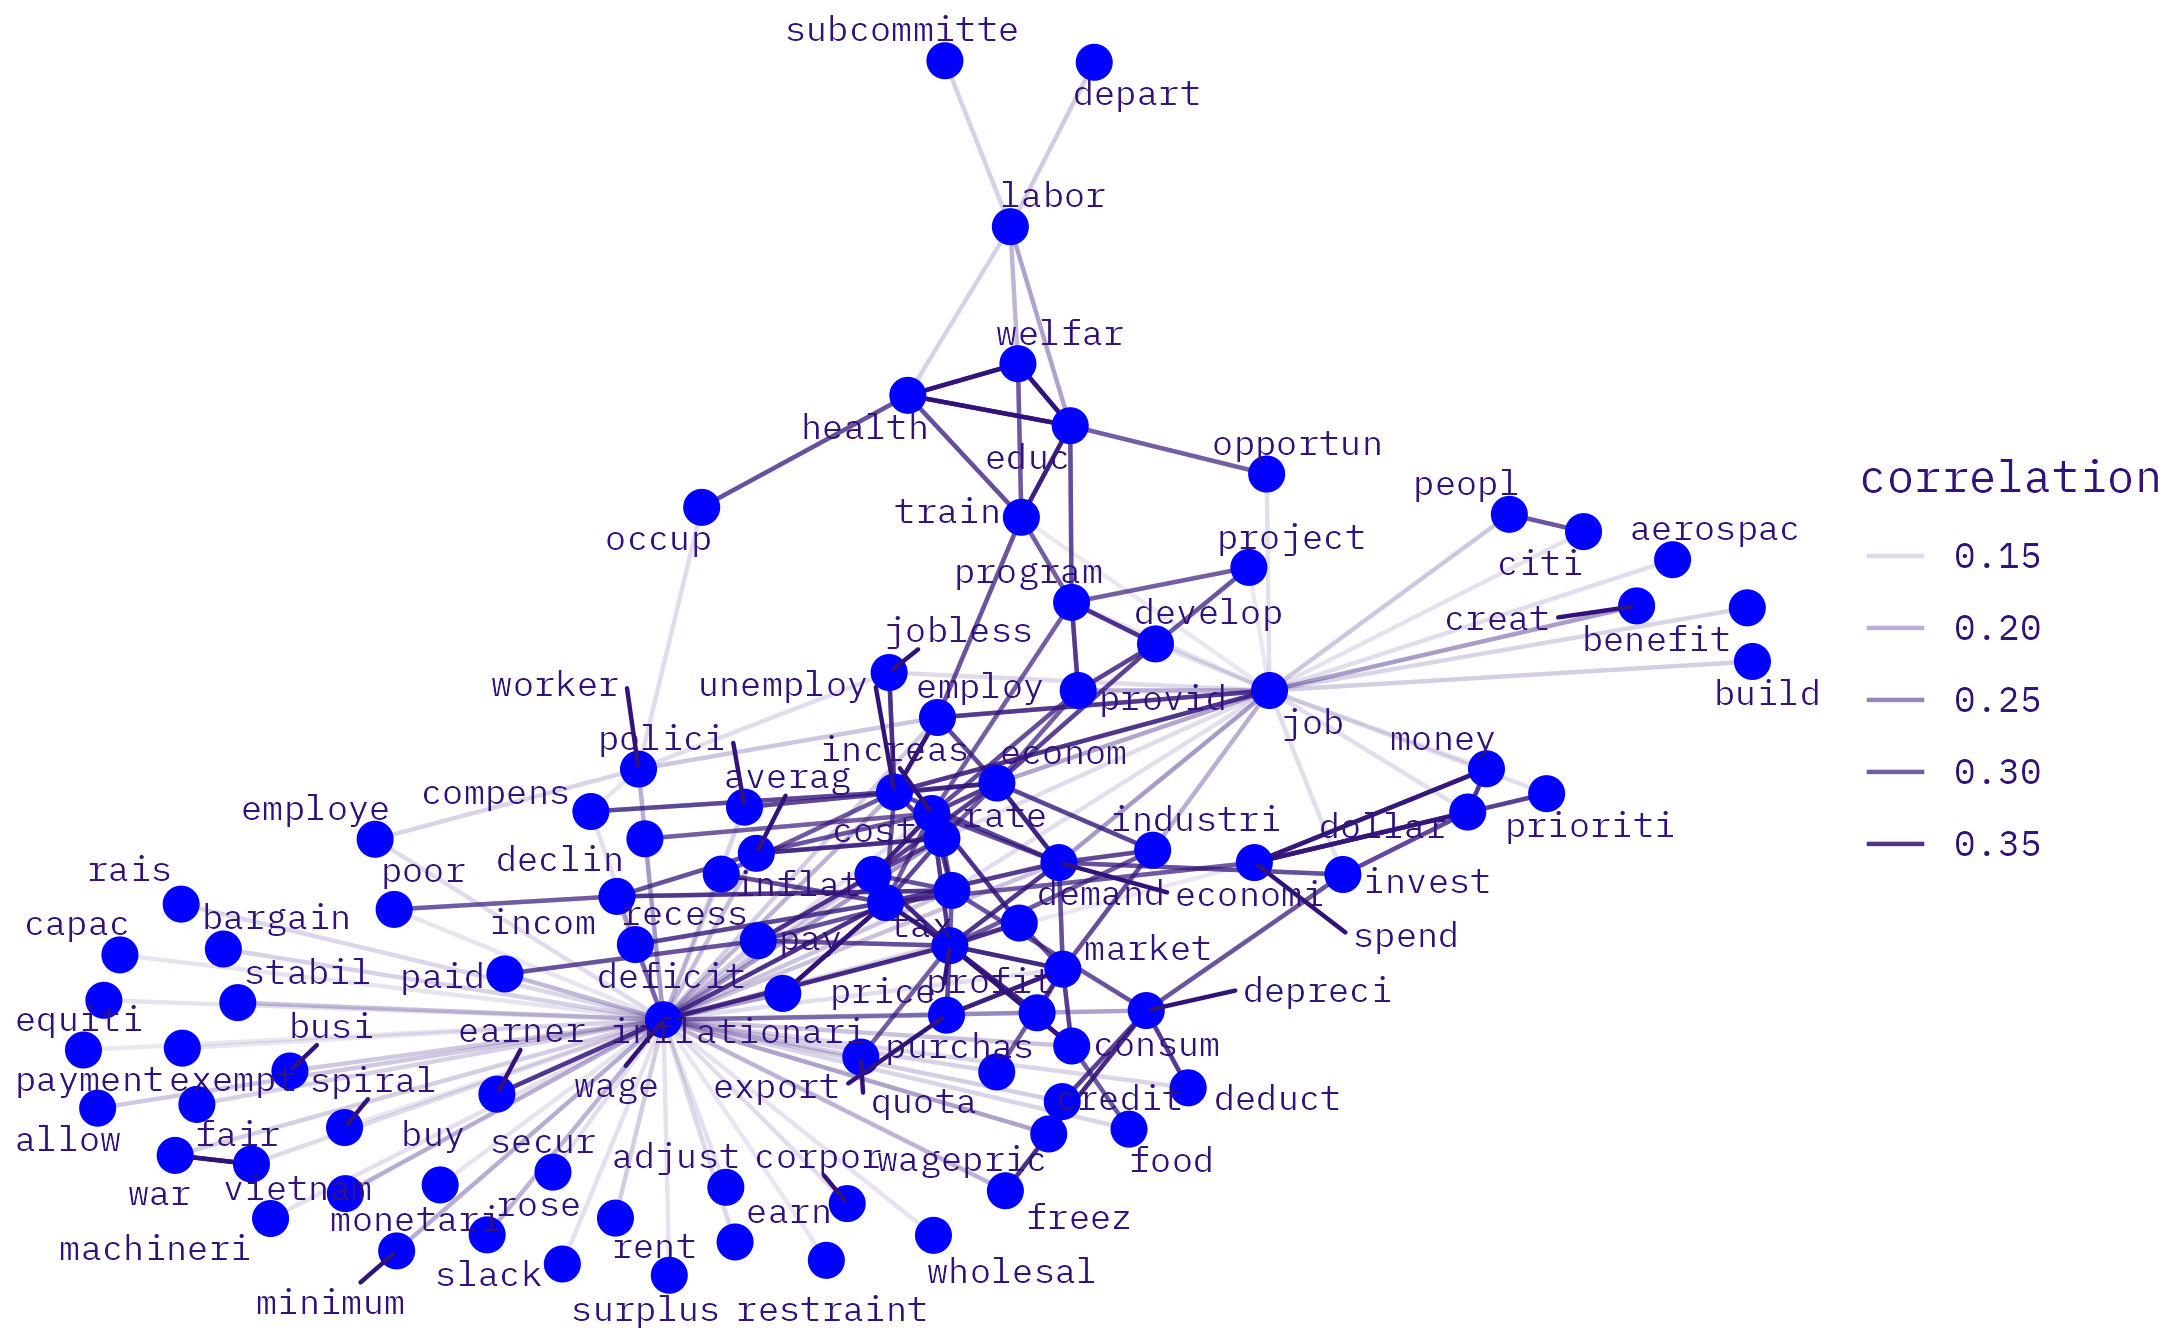 subcommitte
depart
labor
welfar
health
educ
opportun
peopl
correlation
train
occup
project
citi
aerospac
0.15
program
develop
creat
benefit
0.20
jobless
worker
unemploy
employ
provid
build
0.25
job
polici
increas
econom
money
averag
compens
0.30
employe
cost
rate
industri
dollar
prioriti
declin
0.35
rais
poor
inflat
demand
economi
invest
capac
bargain
incom
recess
tax
pay
spend
stabil
paid
deficit
market
price
profit
depreci
equiti
busi
earner
inflationari
purchas
consum
payment
exempt
spiral
wage
export
quota
credit
deduct
allow
fair
buy
secur
adjust
corpor
wagepric
food
war
vietnam
monetari
rose
earn
freez
machineri
rent
minimum
slack
wholesal
surplus
restraint